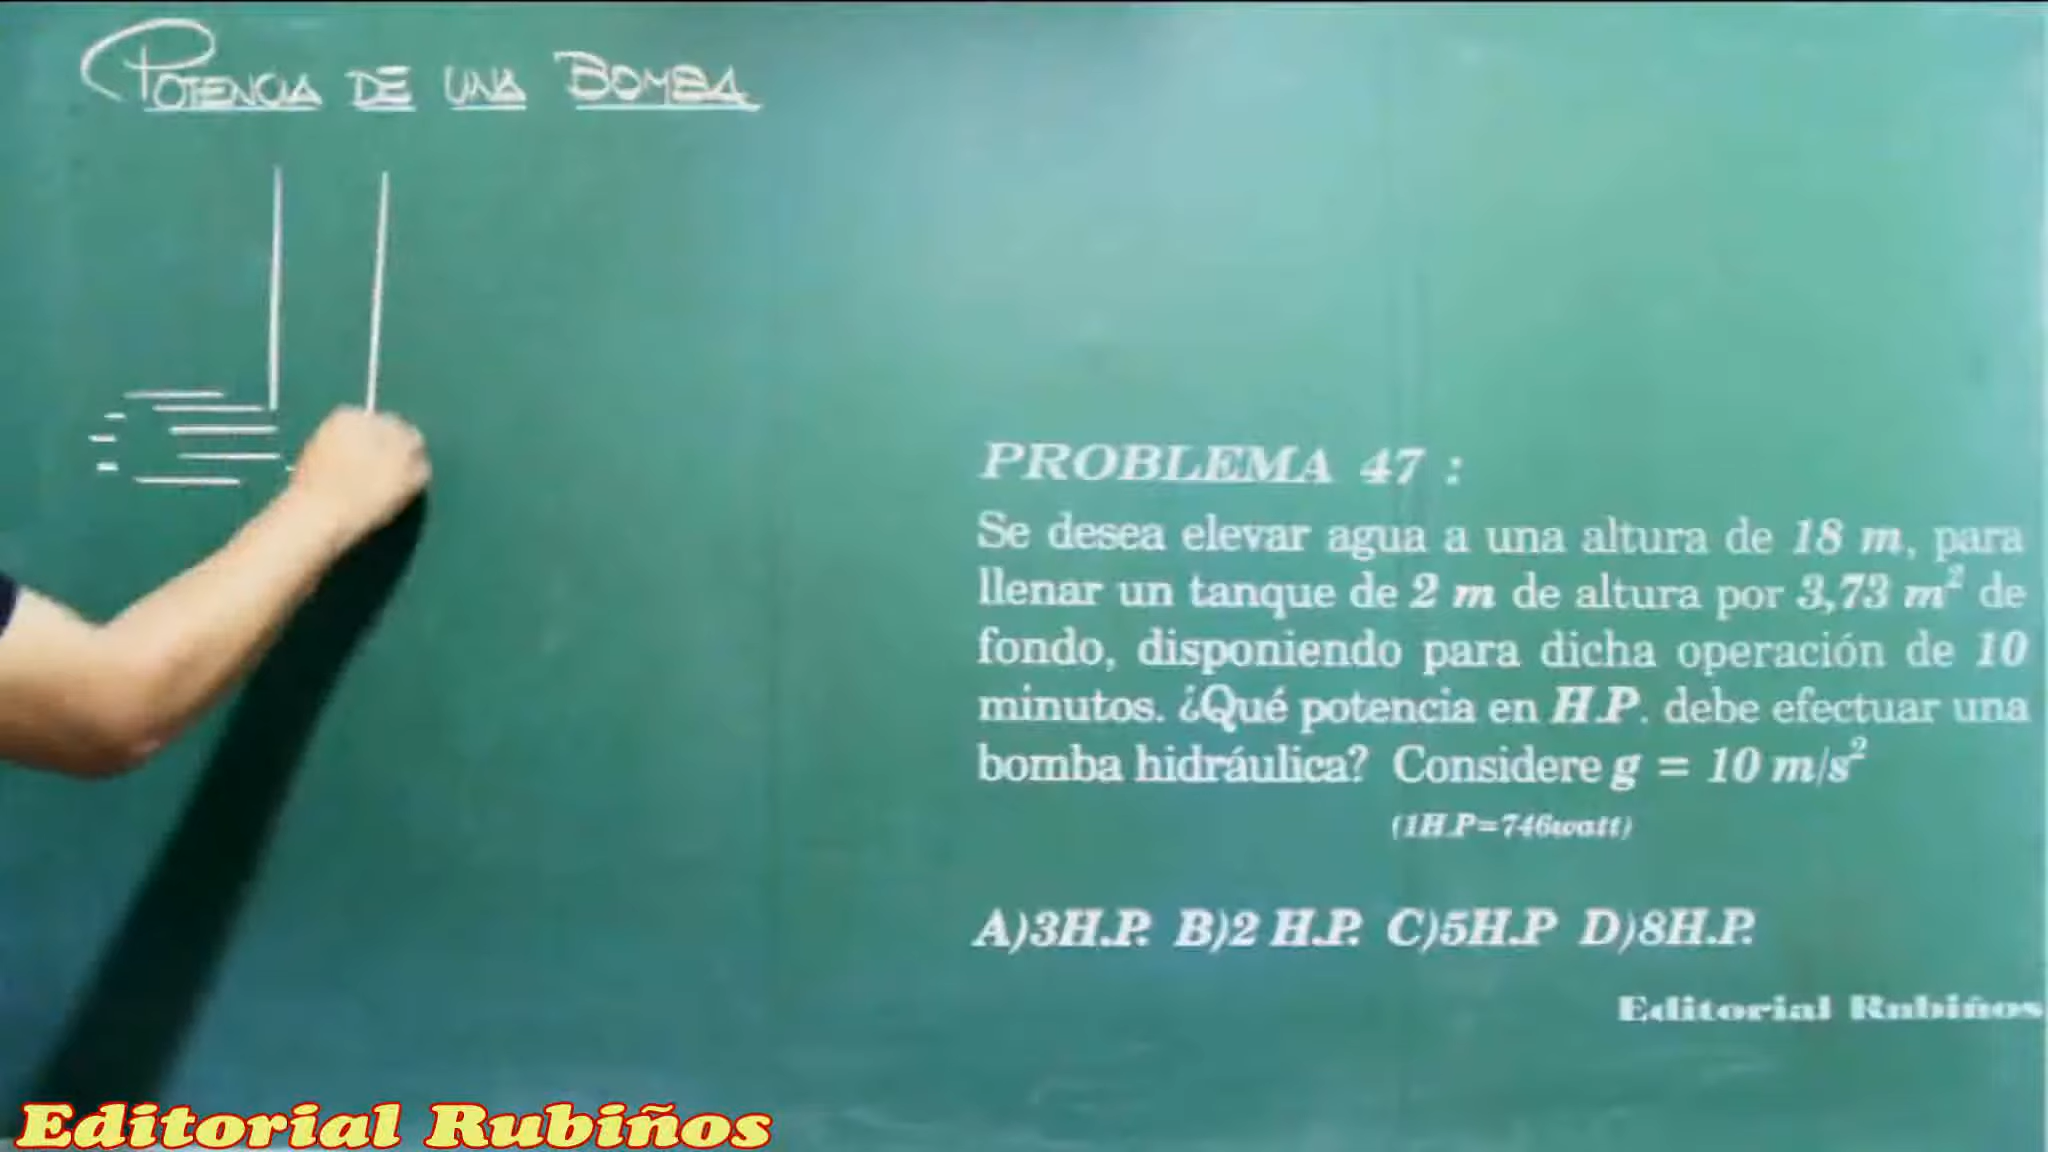 POTENCIA DE UNA BOMBA
PROBLEMA 47 :
Se desea elevar agua a una altura de 18 m, para
llenar un tanque de 2 m de altura por 3,73 m² de
fondo, disponiendo para dicha operación de 10
minutos. ¿Qué potencia en H.P. debe efectuar una
bomba hidráulica? Considere g = 10 m/s²
(1H.P=746watt)
A)3H.P. B)2 H.P. C)5H.P D)8H.P.
Editorial Rubiños
Editorial Rubiños